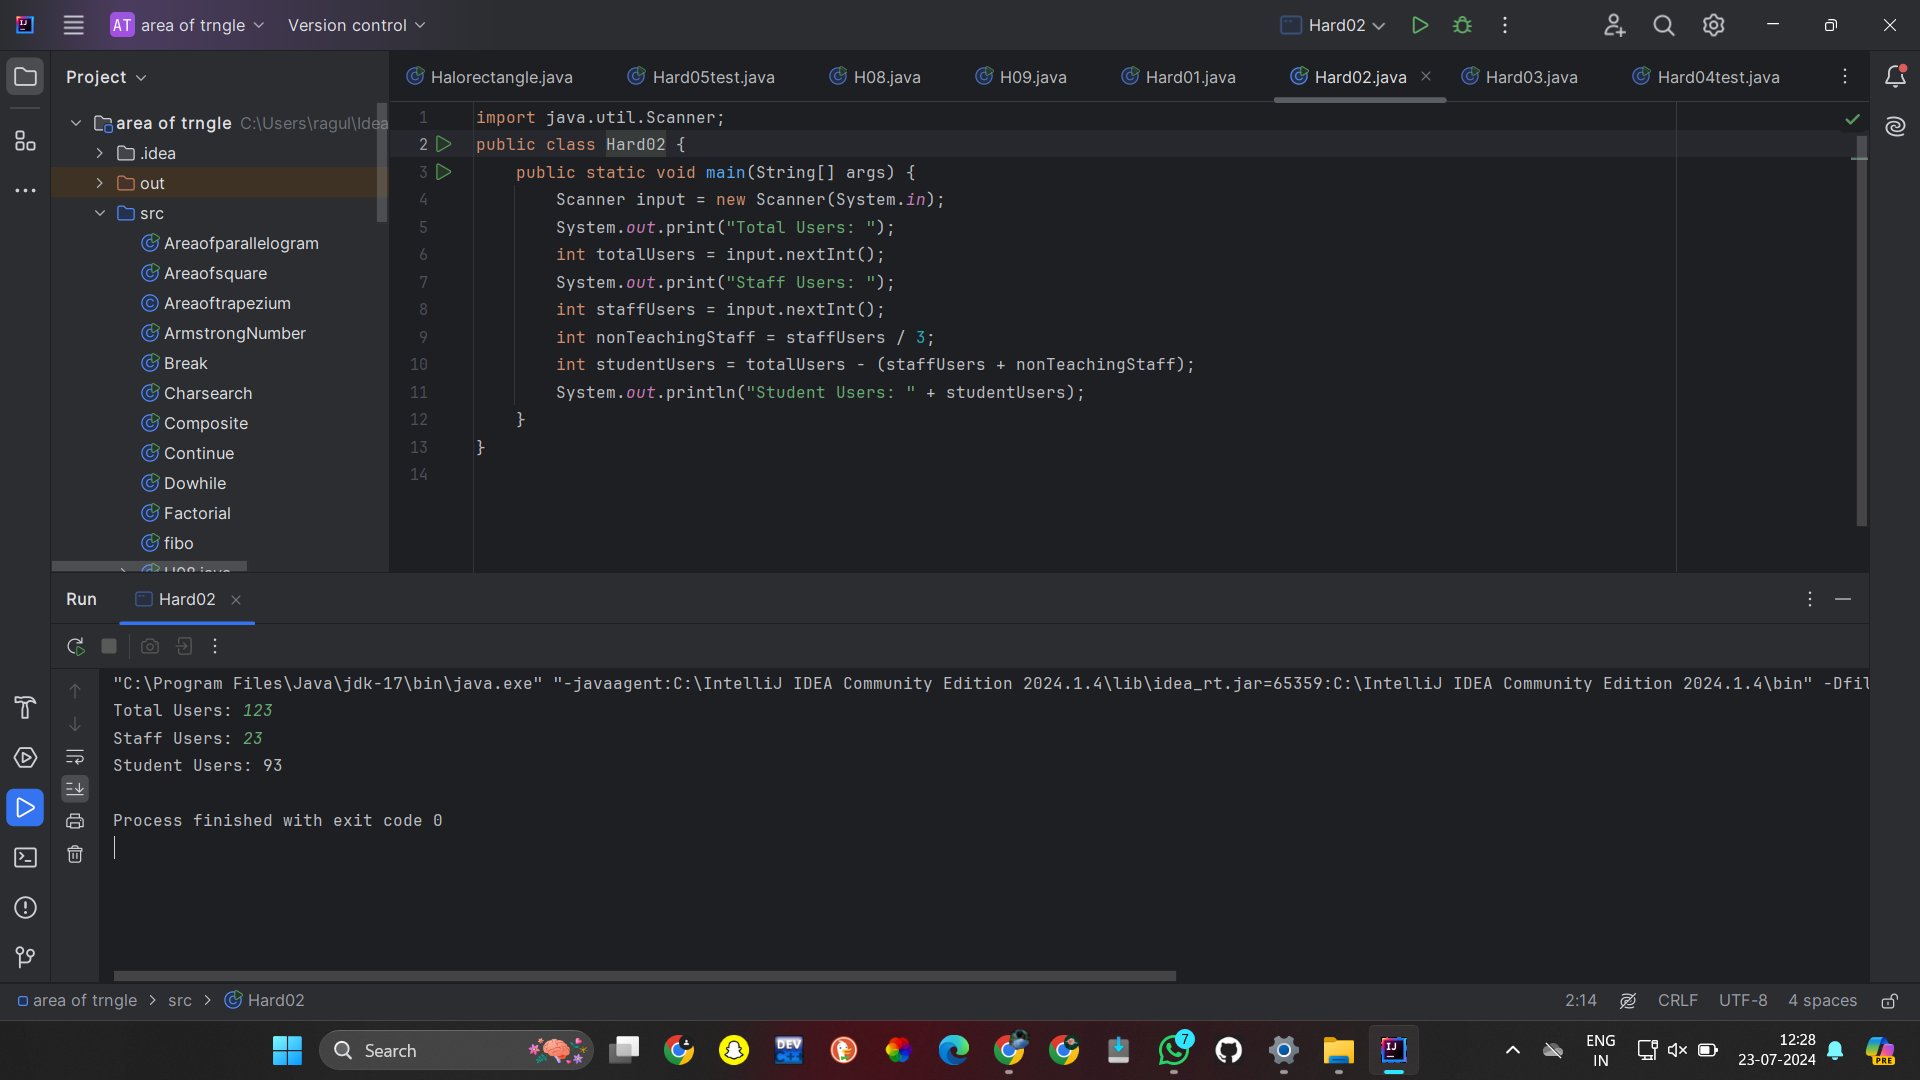 AT area of trngle Version control Hard02
Project
Halorectangle.java Hard05test.java H08.java H09.java Hard01.java Hard02.java Hard03.java Hard04test.java
area of trngle C:\Users\ragul\Idea
.idea
out
src
Areaofparallelogram
Areaofsquare
Areaoftrapezium
ArmstrongNumber
Break
Charsearch
Composite
Continue
Dowhile
Factorial
fibo
H08.java
1 import java.util.Scanner;
2 public class Hard02 {
3 public static void main(String[] args) {
4 Scanner input = new Scanner(System.in);
5 System.out.print("Total Users: ");
6 int totalUsers = input.nextInt();
7 System.out.print("Staff Users: ");
8 int staffUsers = input.nextInt();
9 int nonTeachingStaff = staffUsers / 3;
10 int studentUsers = totalUsers - (staffUsers + nonTeachingStaff);
11 System.out.println("Student Users: " + studentUsers);
12 }
13 }
14
Run Hard02
"C:\Program Files\Java\jdk-17\bin\java.exe" "-javaagent:C:\IntelliJ IDEA Community Edition 2024.1.4\lib\idea_rt.jar=65359:C:\IntelliJ IDEA Community Edition 2024.1.4\bin" -Dfil
Total Users: 123
Staff Users: 23
Student Users: 93
Process finished with exit code 0
area of trngle > src > Hard02 2:14 CRLF UTF-8 4 spaces
Search DEV 7 ENG 12:28
IN 23-07-2024 PRE